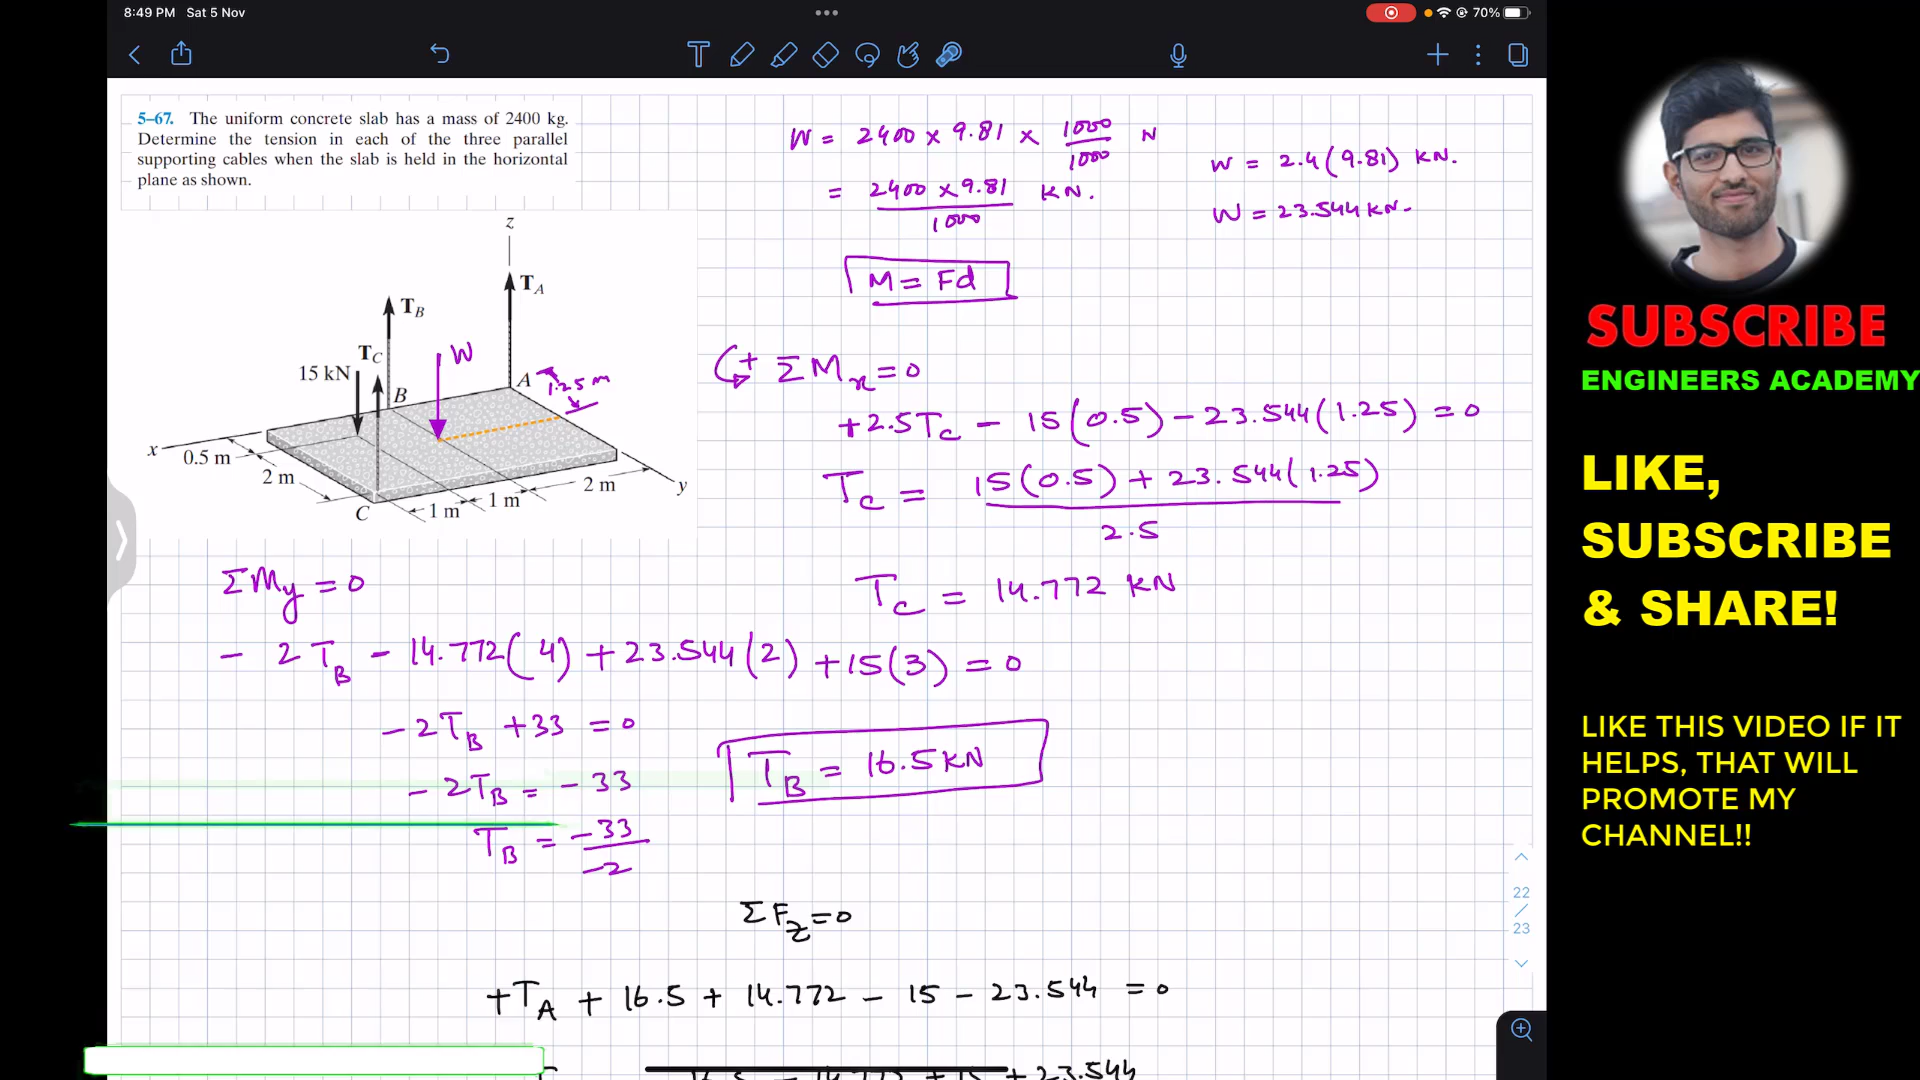 8:49 PM Sat 5 Nov
70%
5–67. The uniform concrete slab has a mass of 2400 kg.
Determine the tension in each of the three parallel
supporting cables when the slab is held in the horizontal
plane as shown.
W = 2400 × 9.81 × 1000/1000 N
= 2400 × 9.81/1000 KN.
W = 2.4(9.81) KN.
W = 23.544 KN.
M = Fd
z
T_A
T_B
T_C
15 kN
W
A
1.25 m
B
x
0.5 m
2 m
C
1 m
1 m
2 m
y
+ ΣM_x = 0
+2.5T_C − 15(0.5) − 23.544(1.25) = 0
T_C = 15(0.5) + 23.544(1.25)/2.5
T_C = 14.772 KN
ΣMy = 0
− 2T_B − 14.772(4) + 23.544(2) + 15(3) = 0
−2T_B + 33 = 0
−2T_B = −33
T_B = −33/−2
T_B = 16.5 KN
ΣF_z = 0
+T_A + 16.5 + 14.772 − 15 − 23.544 = 0
22
/
23
SUBSCRIBE
ENGINEERS ACADEMY
LIKE,
SUBSCRIBE
& SHARE!
LIKE THIS VIDEO IF IT
HELPS, THAT WILL
PROMOTE MY
CHANNEL!!